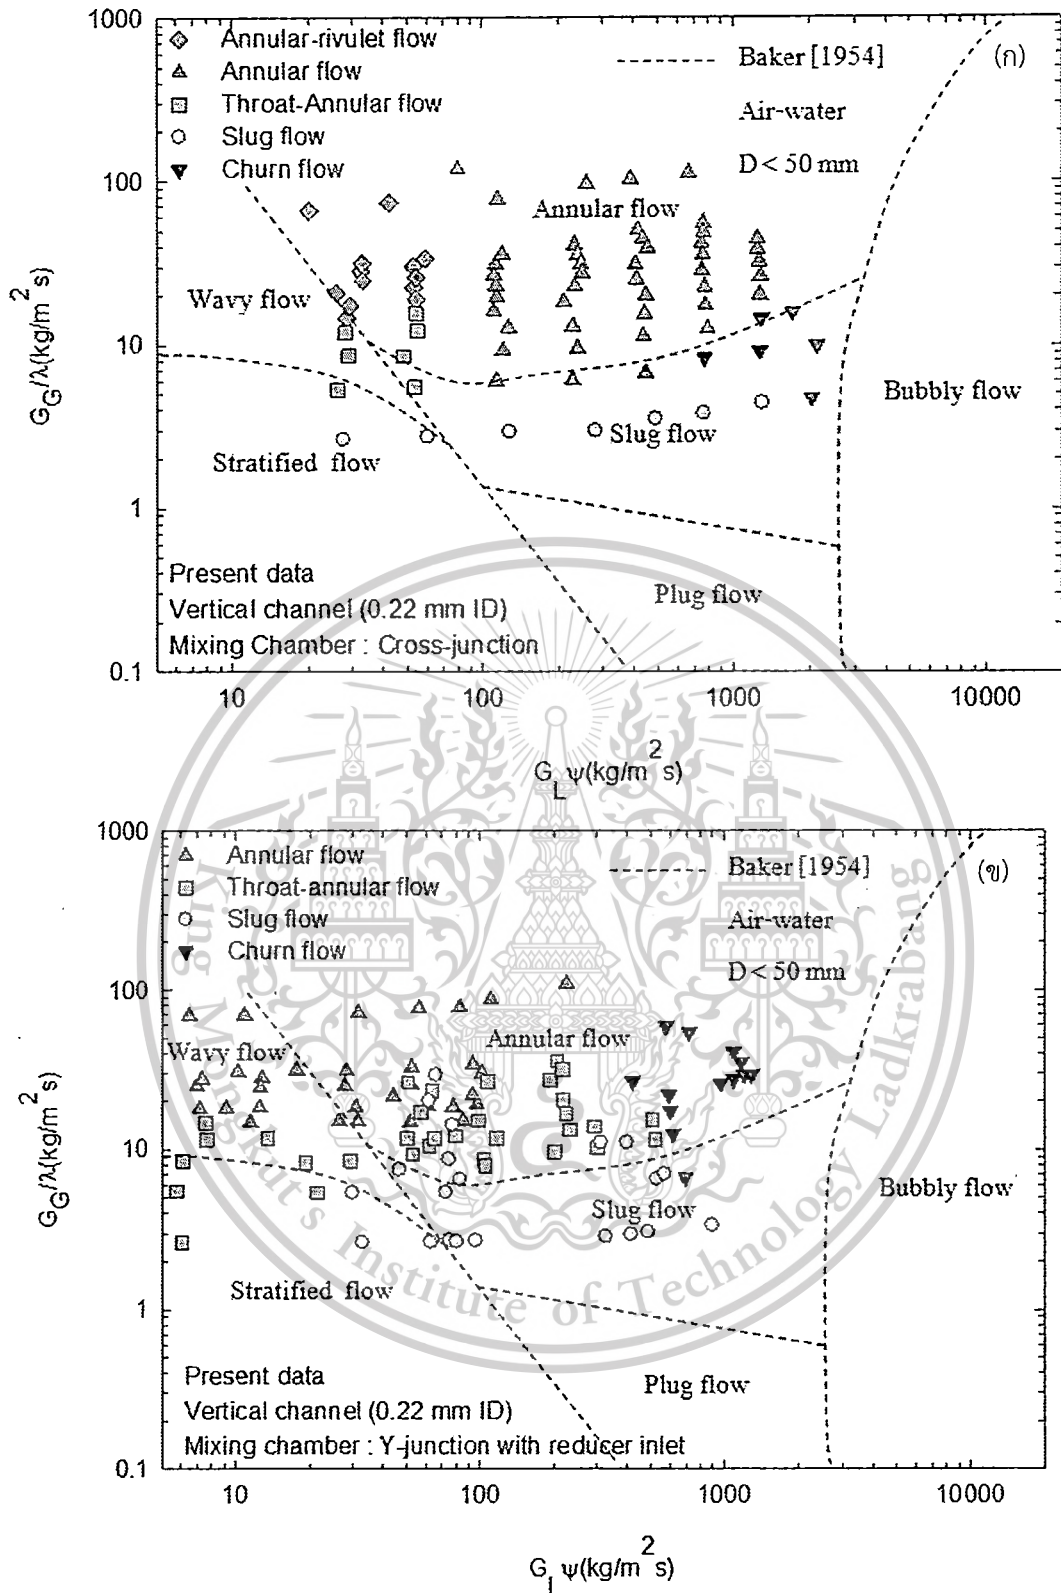 1000
100
10
1
0.1
G_G/λ(kg/m²s)
Annular-rivulet flow
Annular flow
Throat-Annular flow
Slug flow
Churn flow
Baker [1954]
(ก)
Air-water
D < 50 mm
Annular flow
Wavy flow
Slug flow
Bubbly flow
Stratified flow
Plug flow
Present data
Vertical channel (0.22 mm ID)
Mixing Chamber : Cross-junction
10 100 1000 10000
G_L ψ(kg/m²s)
1000
100
10
1
0.1
G_G/λ(kg/m²s)
Annular flow
Throat-annular flow
Slug flow
Churn flow
Baker [1954]
(ข)
Air-water
D < 50 mm
Annular flow
Wavy flow
Slug flow
Bubbly flow
Stratified flow
Plug flow
Present data
Vertical channel (0.22 mm ID)
Mixing chamber : Y-junction with reducer inlet
10 100 1000 10000
G_L ψ(kg/m²s)
King Mongkut's Institute of Technology Ladkrabang